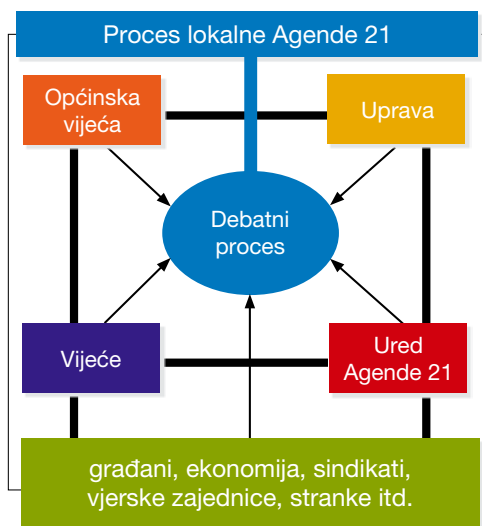 Proces lokalne Agende 21
Općinska
vijeća
Uprava
Debatni
proces
Vijeće
Ured
Agende 21
građani, ekonomija, sindikati,
vjerske zajednice, stranke itd.